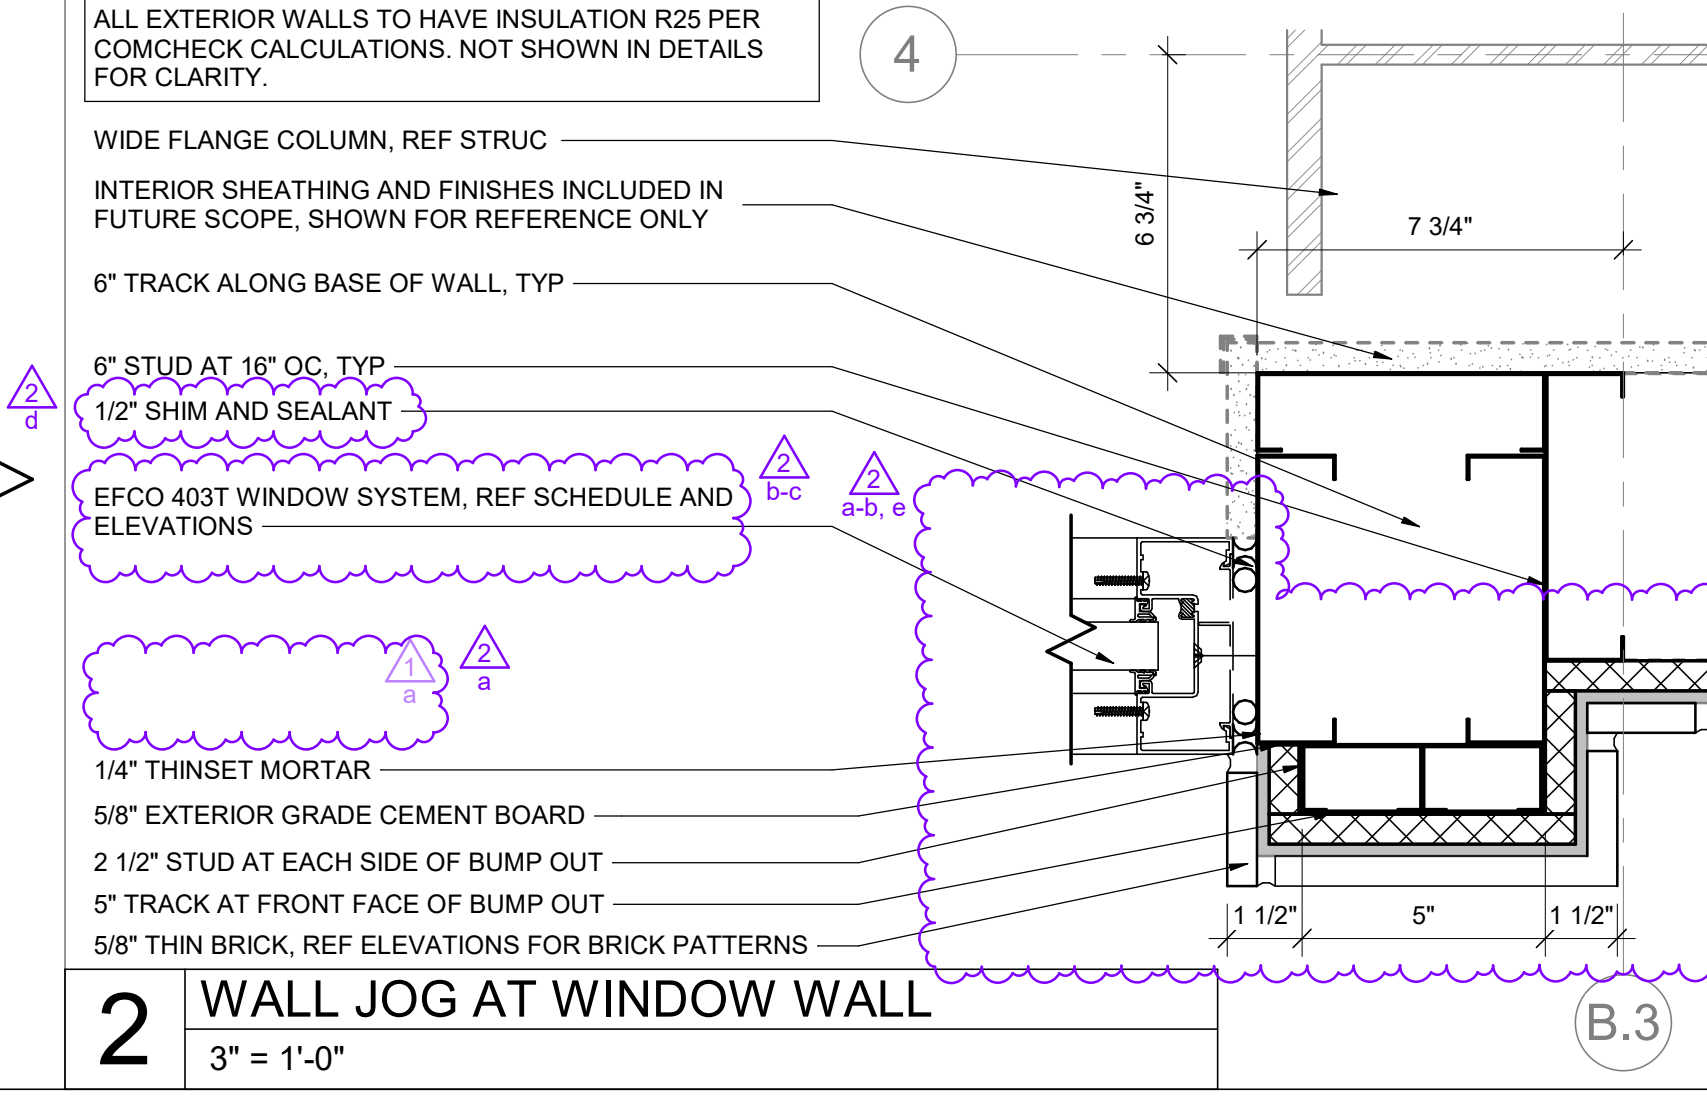 ALL EXTERIOR WALLS TO HAVE INSULATION R25 PER
COMCHECK CALCULATIONS. NOT SHOWN IN DETAILS
FOR CLARITY.
4
WIDE FLANGE COLUMN, REF STRUC
INTERIOR SHEATHING AND FINISHES INCLUDED IN
FUTURE SCOPE, SHOWN FOR REFERENCE ONLY
6 3/4"
7 3/4"
6" TRACK ALONG BASE OF WALL, TYP
6" STUD AT 16" OC, TYP
2
d
1/2" SHIM AND SEALANT
2
b-c
2
a-b, e
EFCO 403T WINDOW SYSTEM, REF SCHEDULE AND
ELEVATIONS
1
a
2
a
1/4" THINSET MORTAR
5/8" EXTERIOR GRADE CEMENT BOARD
2 1/2" STUD AT EACH SIDE OF BUMP OUT
5" TRACK AT FRONT FACE OF BUMP OUT
5/8" THIN BRICK, REF ELEVATIONS FOR BRICK PATTERNS
1 1/2"
5"
1 1/2"
2
WALL JOG AT WINDOW WALL
3" = 1'-0"
B.3